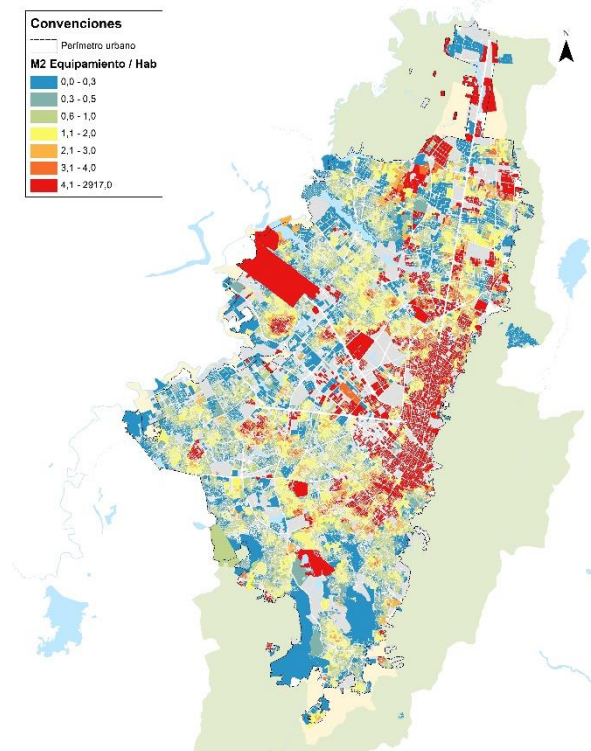 Convenciones
Perímetro urbano
M2 Equipamiento / Hab
0,0 - 0,3
0,3 - 0.5
0,6 - 1,0
1,1 - 2,0
2,1 - 3,0
3,1 - 4,0
4,1 - 2917,0
N